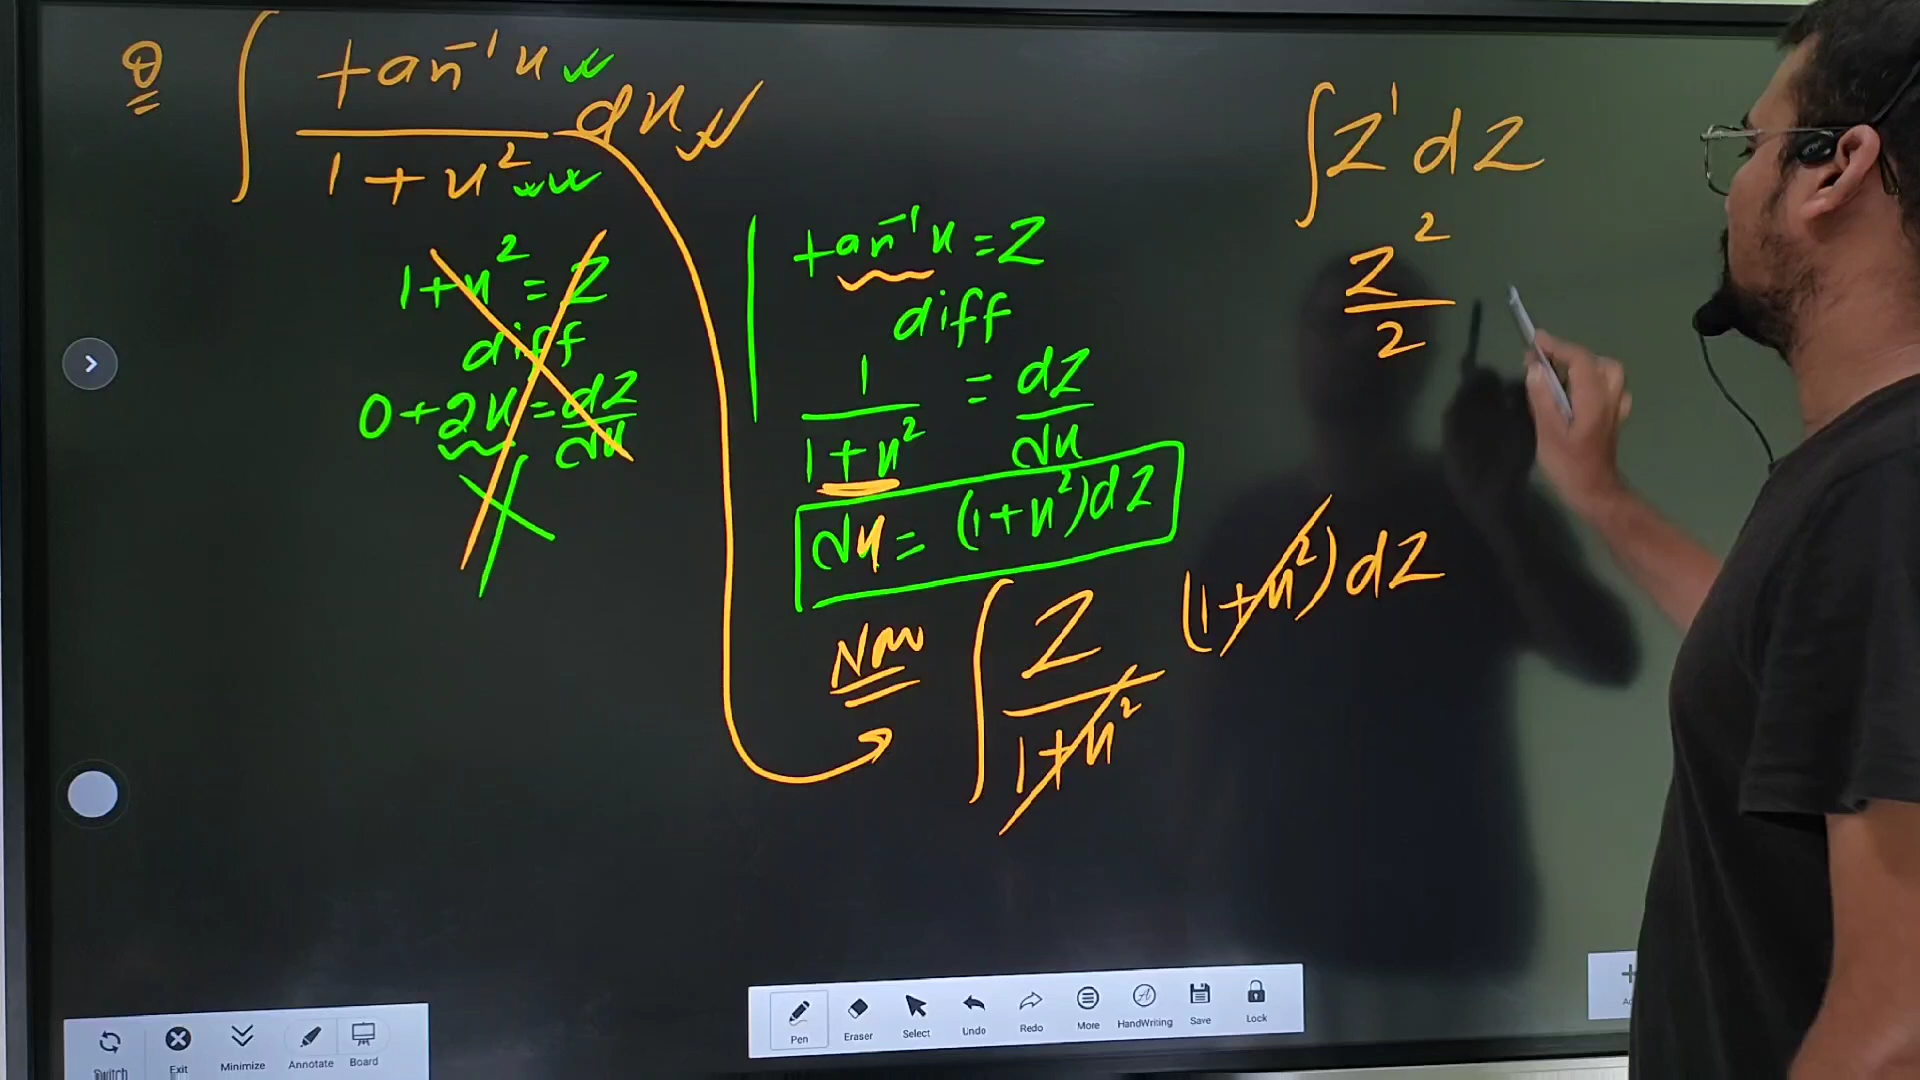 Q ∫ tan⁻¹x / 1+x² dx
1+x² = Z
diff
0+2x = dZ/dx
tan⁻¹x = Z
diff
1/1+x² = dZ/dx
dx = (1+x²)dZ
Now ∫ Z/1+x² (1+x²)dZ
∫ Z¹ dZ
Z²/2
Switch
Exit
Minimize
Annotate
Board
Pen
Eraser
Select
Undo
Redo
More
HandWriting
Save
Lock